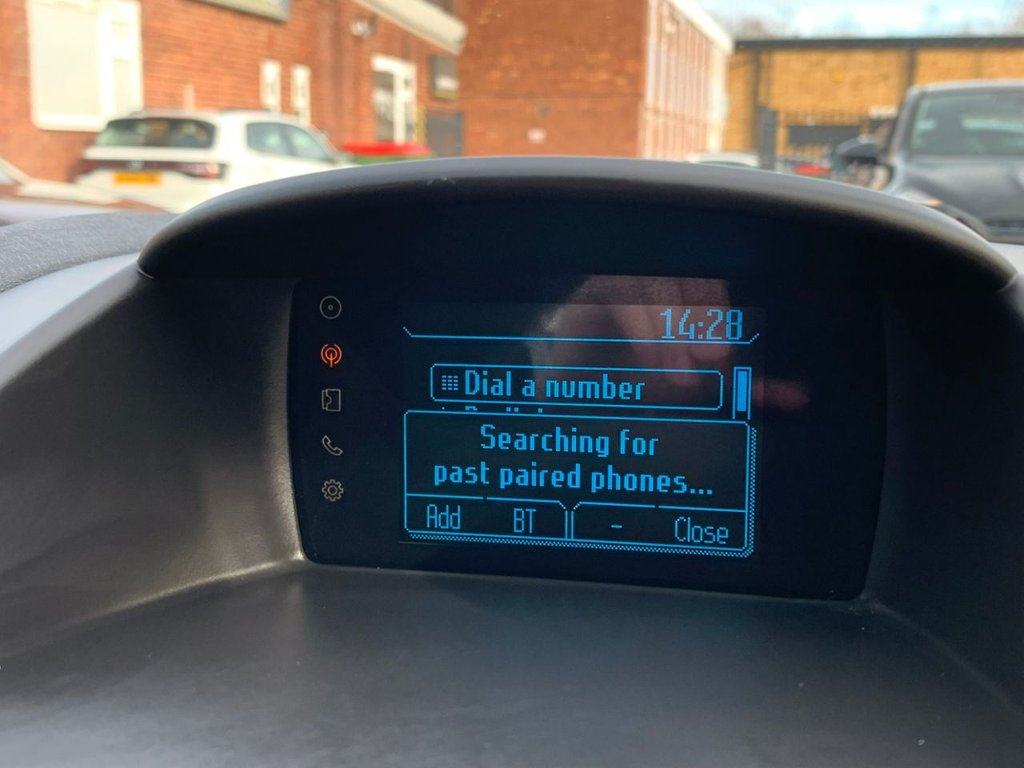 14:28
Dial a number
Searching for
past paired phones...
Add BT - Close